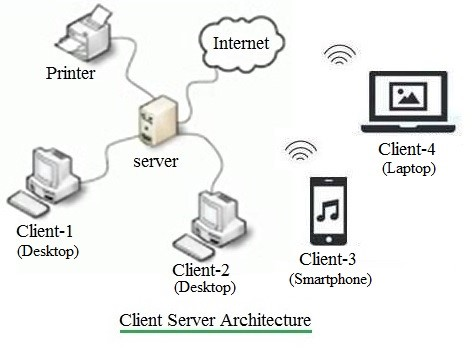 Printer
Internet
server
Client-1
(Desktop)
Client-2
(Desktop)
Client-3
(Smartphone)
Client-4
(Laptop)
Client Server Architecture